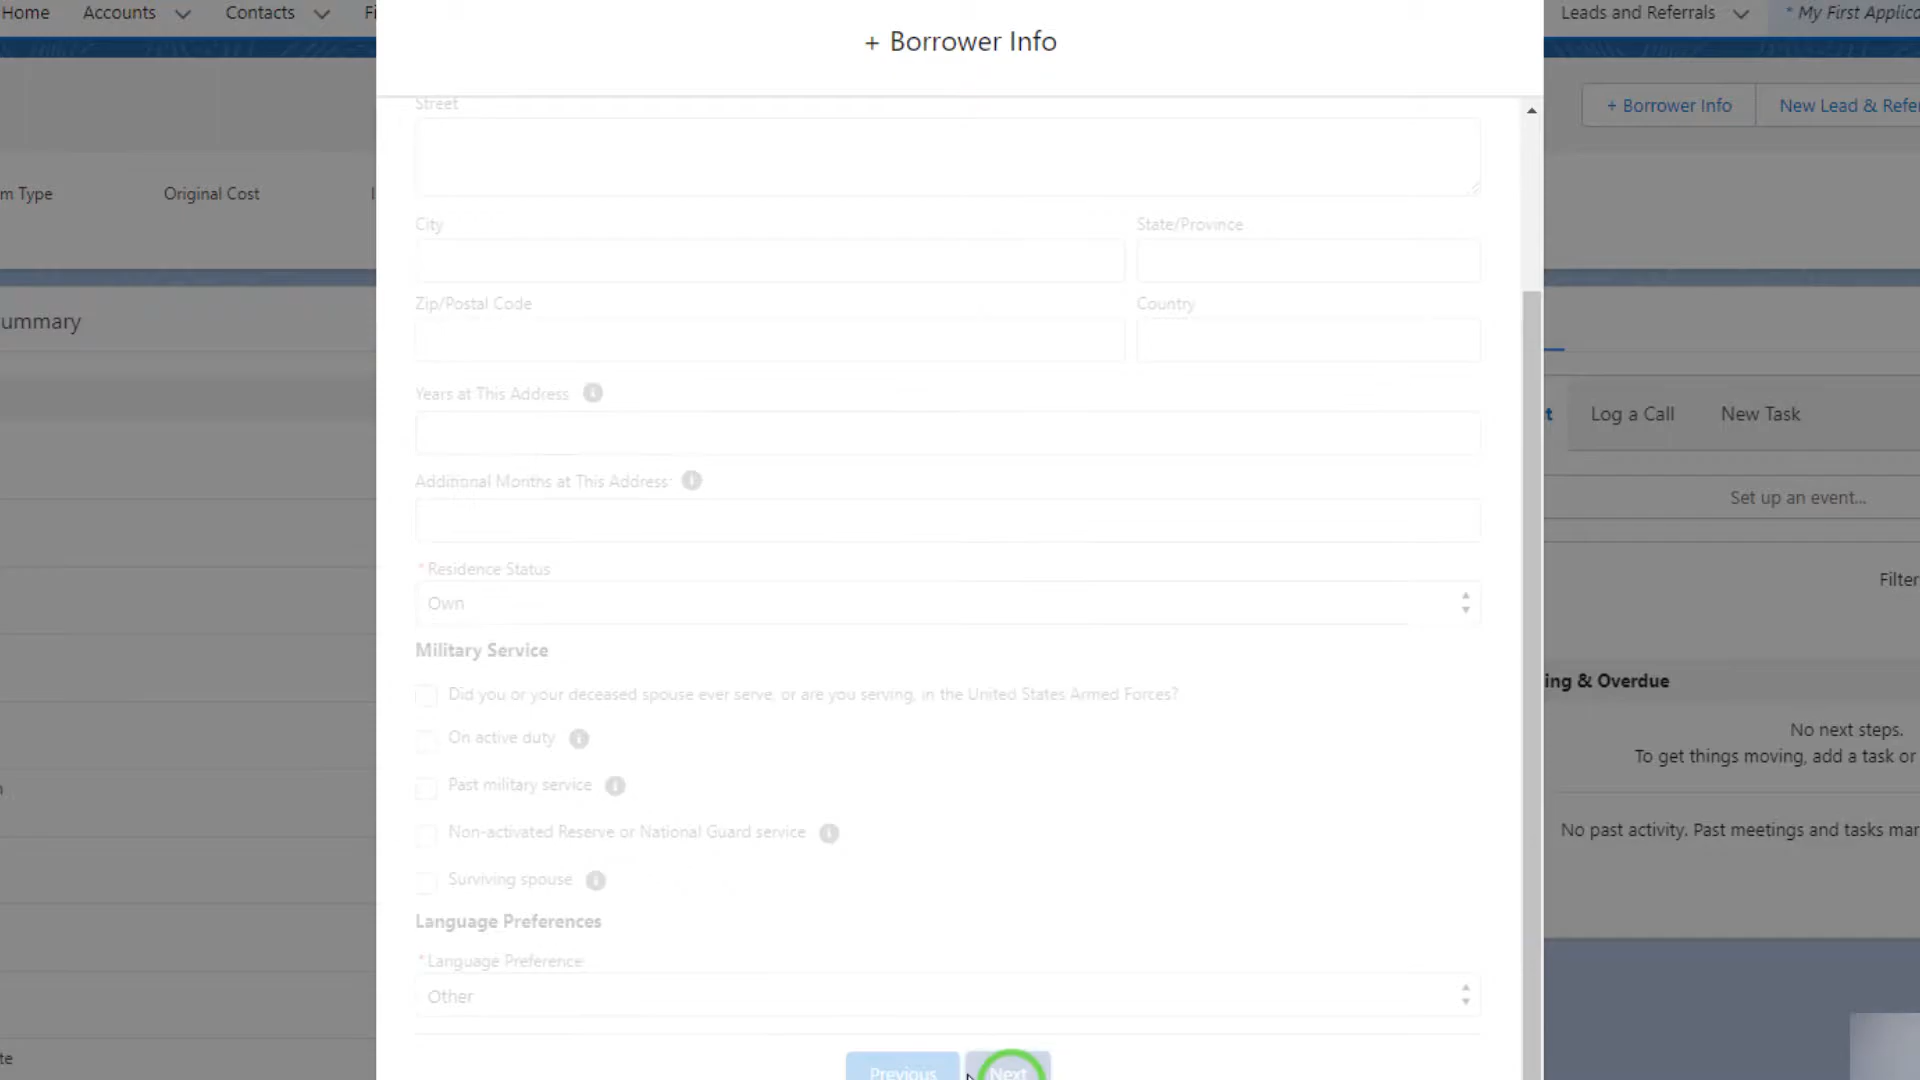 Home Accounts Contacts
+ Borrower Info
Leads and Referrals * My First
+ Borrower Info New Lead &
Type Original Cost
Street
City State/Province
Zip/Postal Code Country
Years at This Address
Additional Months at This Address
* Residence Status
Own
Military Service
Did you or your deceased spouse ever serve, or are you serving, in the United States Armed Forces?
On active duty
Past military service
Non-activated Reserve or National Guard service
Surviving spouse
Language Preferences
* Language Preference
Other
Previous Next
Log a Call New Task
Set up an event...
Filter
& Overdue
No next steps.
To get things moving, add a task or
No past activity. Past meetings and tasks